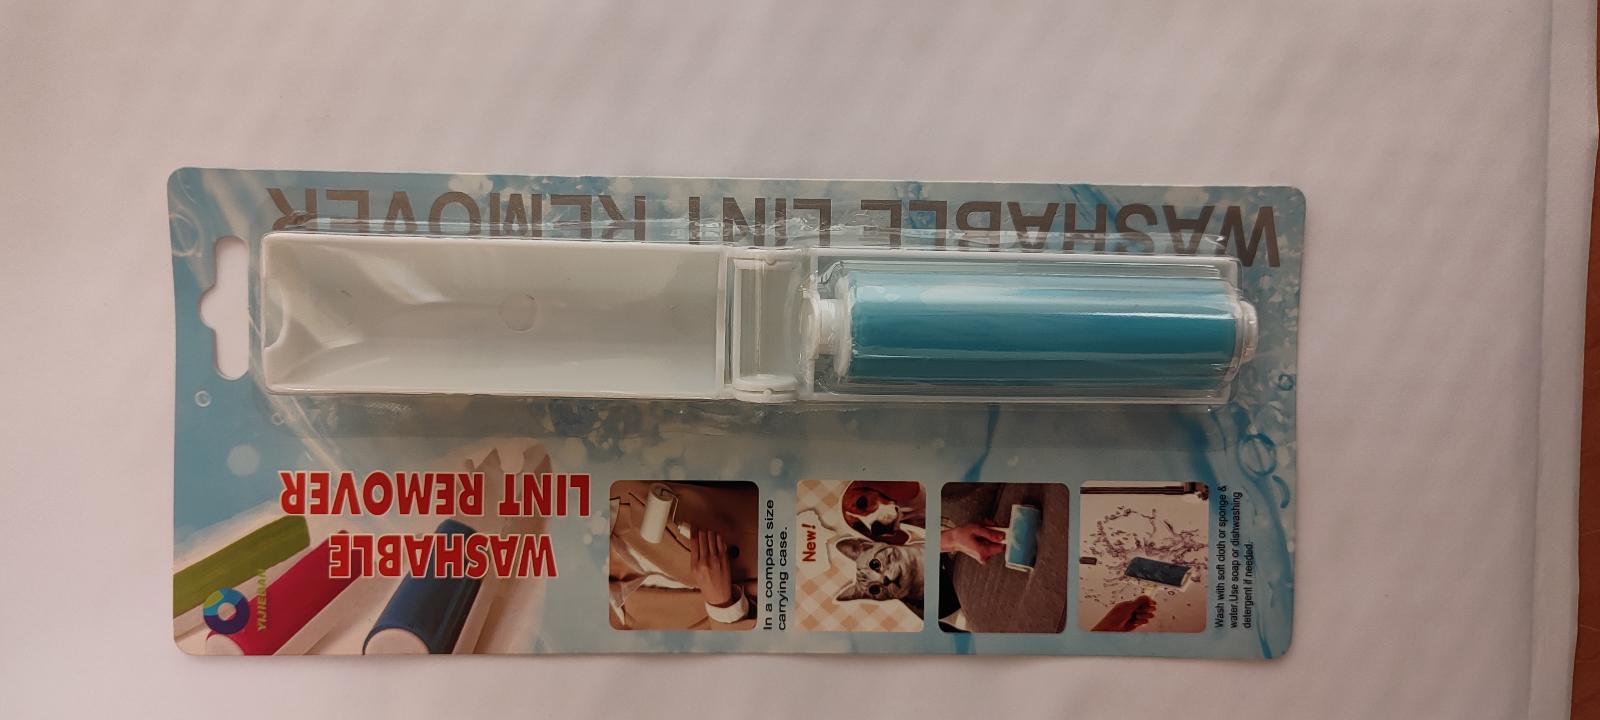 WASHABLE LINT REMOVER
WASHABLE
LINT REMOVER
YIJIEDAN
In a compact size
carrying case.
New!
Wash with soft cloth or sponge &
water.Use soap or dishwashing
detergent if needed.